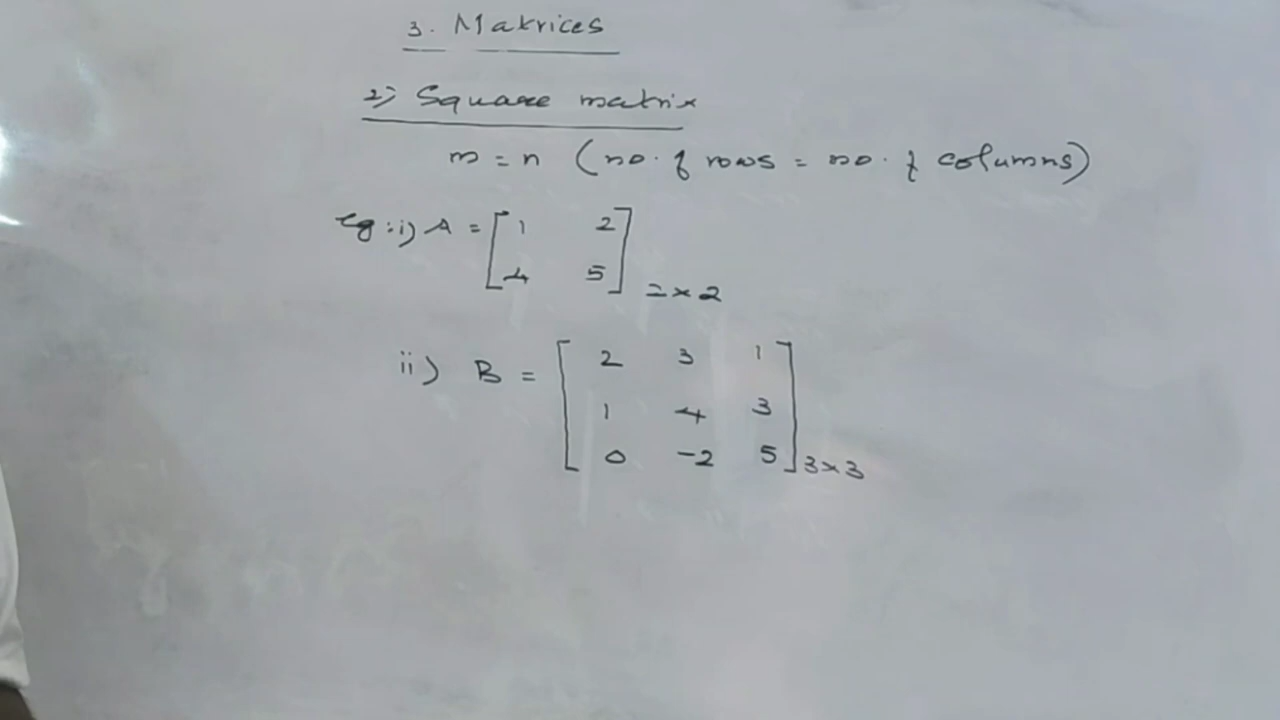 3. Matrices
2) Square matrix
m = n (no. of rows = no. of columns)
eg: i) A = [ 1 2
4 5 ] 2×2
ii) B = [ 2 3 1
1 4 3
0 -2 5 ] 3×3